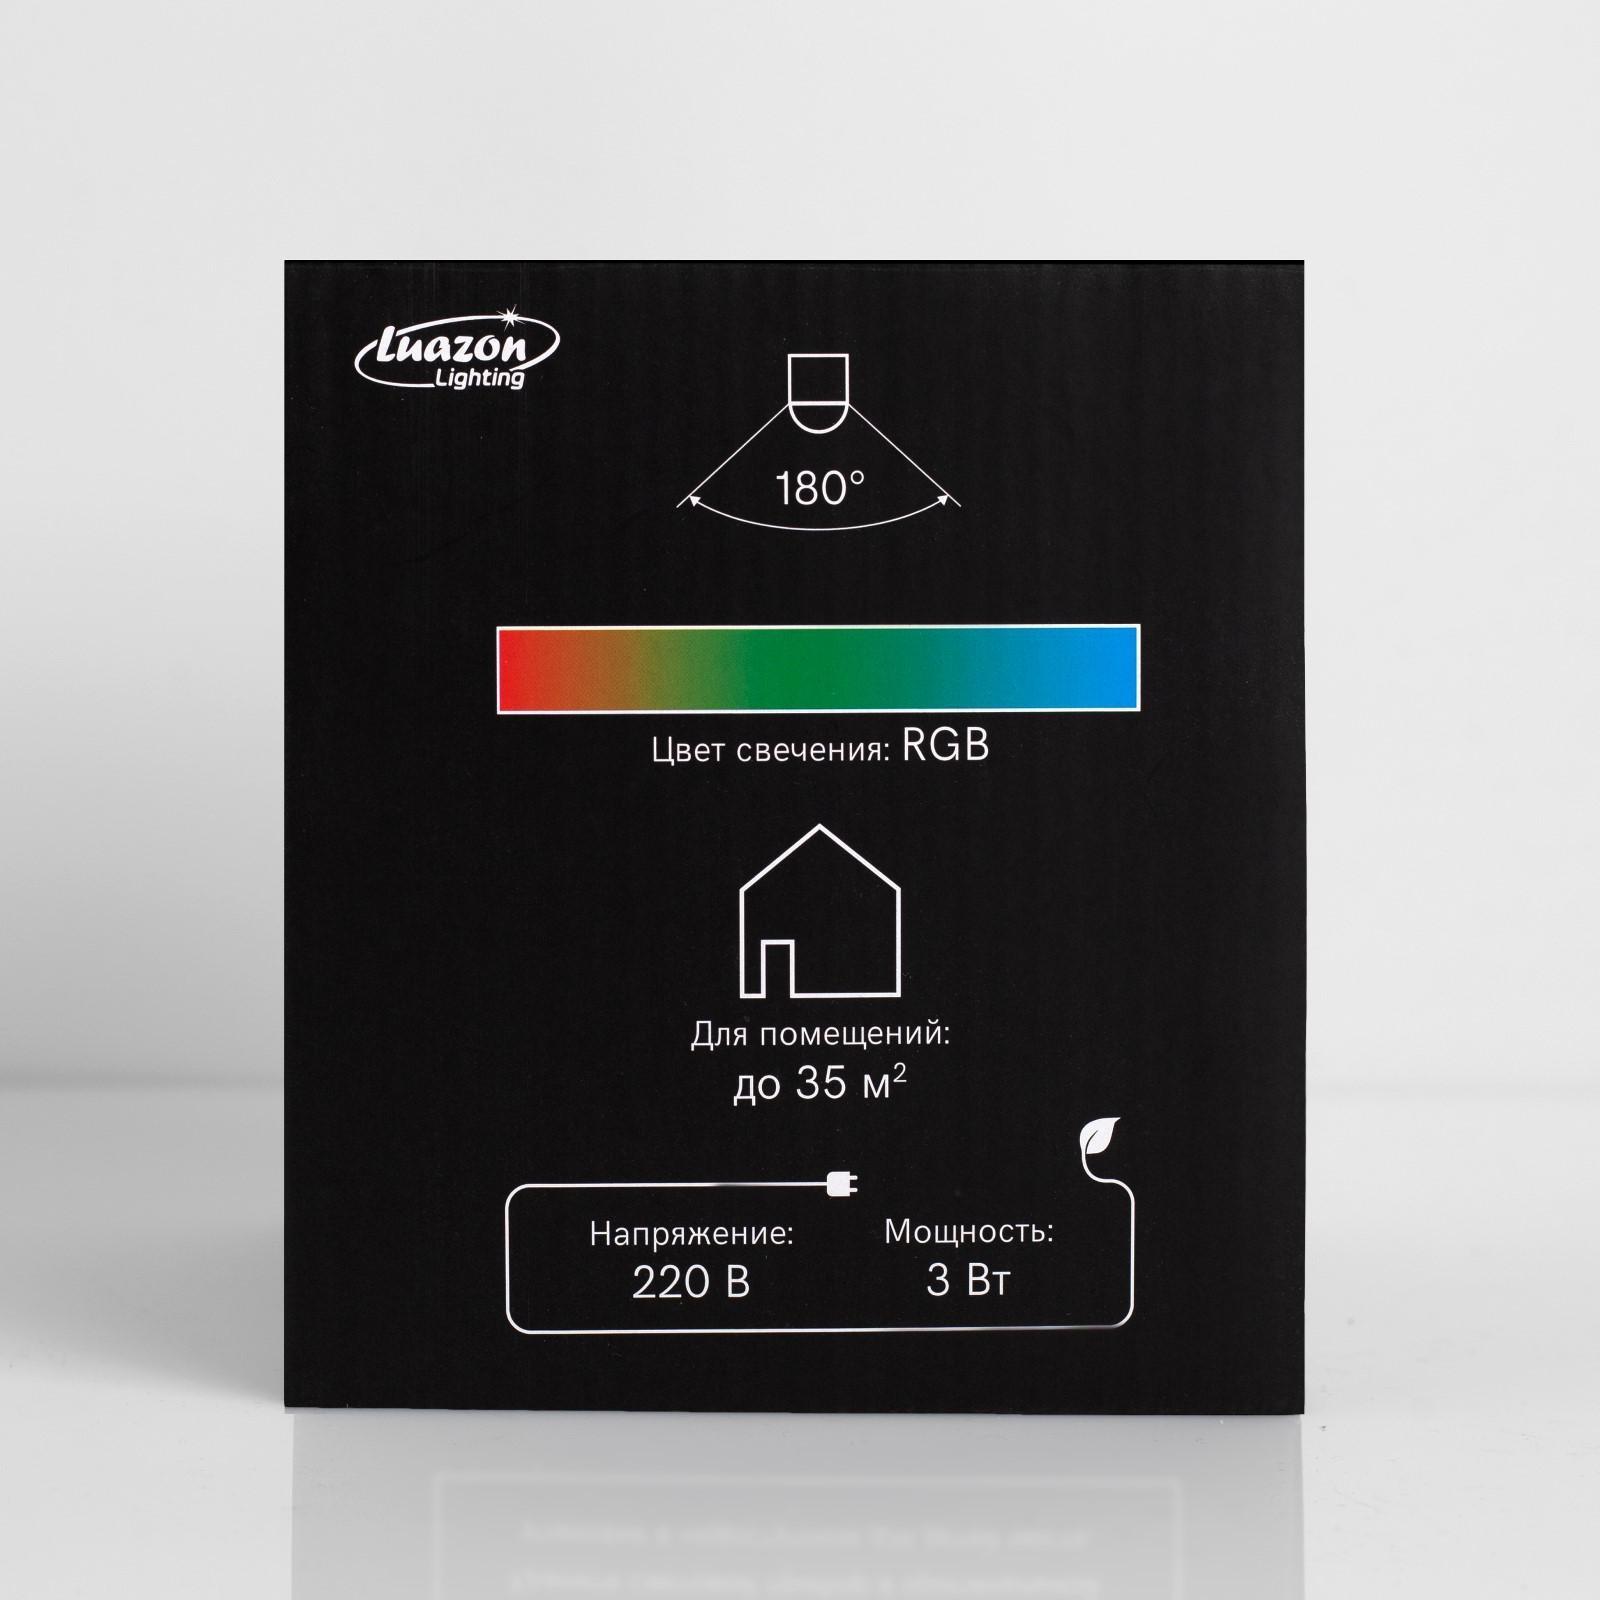 Luazon
Lighting
180°
Цвет свечения: RGB
Для помещений:
до 35 м²
Напряжение:
220 В
Мощность:
3 Вт